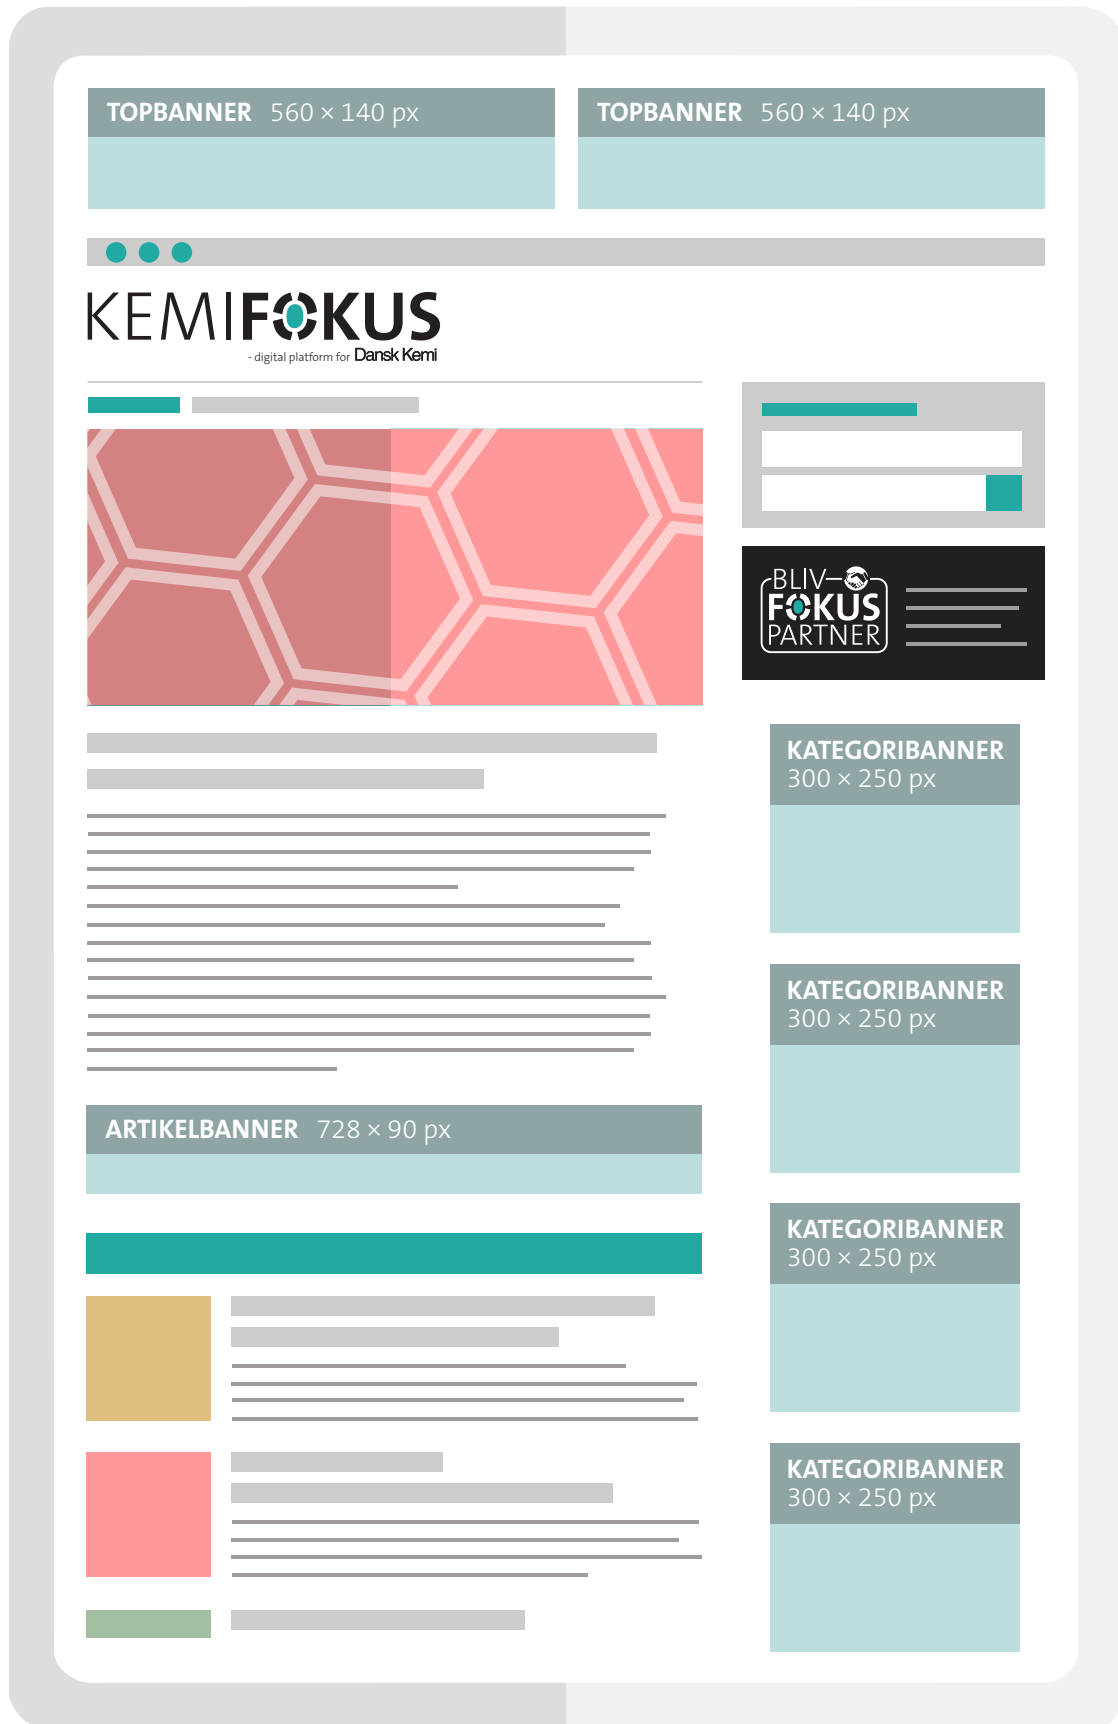 TOPBANNER 560 × 140 px
TOPBANNER 560 × 140 px
KEMIFOKUS
- digital platform for Dansk Kemi
BLIV
FOKUS
PARTNER
KATEGORIBANNER
300 × 250 px
KATEGORIBANNER
300 × 250 px
ARTIKELBANNER 728 × 90 px
KATEGORIBANNER
300 × 250 px
KATEGORIBANNER
300 × 250 px